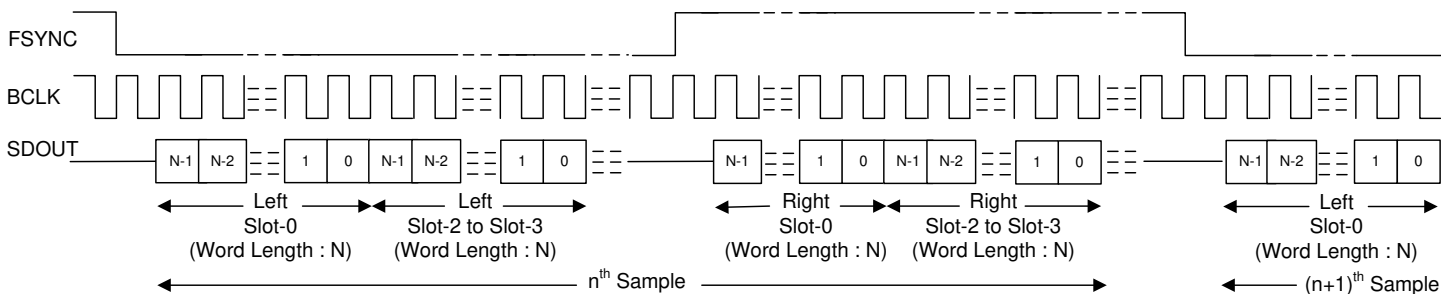 FSYNC
BCLK
SDOUT
N-1 N-2 1 0 N-1 N-2 1 0 N-1 1 0 N-1 N-2 1 0 N-1 N-2 1 0
Left Left Right Right Left
Slot-0 Slot-2 to Slot-3 Slot-0 Slot-2 to Slot-3 Slot-0
(Word Length : N) (Word Length : N) (Word Length : N) (Word Length : N) (Word Length : N)
nth Sample (n+1)th Sample